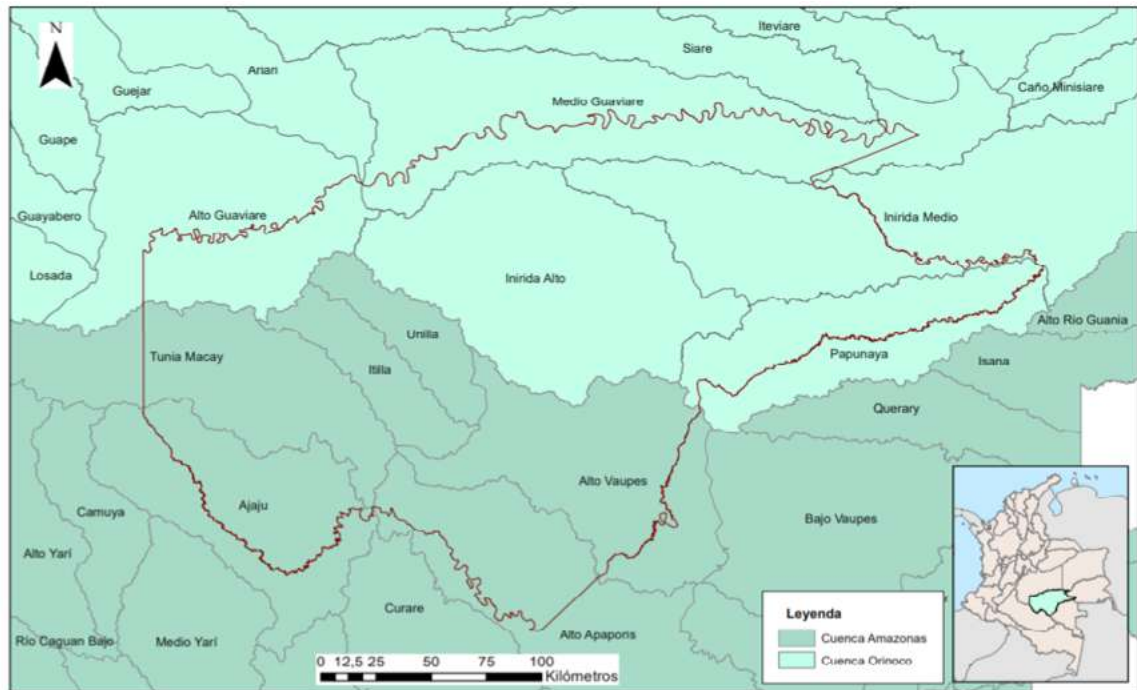 N
Iteviare
Siare
Ariari
Guejar
Caño Minisiare
Medio Guaviare
Guape
Guayabero
Alto Guaviare
Inirida Medio
Losada
Inirida Alto
Alto Rio Guania
Unilla
Tunia Macay
Papunaya
Isana
Itilla
Querary
Alto Vaupes
Ajaju
Camuya
Bajo Vaupes
Alto Yarí
Curare
Alto Apaporis
Río Caguan Bajo
Medio Yarí
0 12,5 25 50 75 100
Kilómetros
Leyenda
Cuenca Amazonas
Cuenca Orinoco